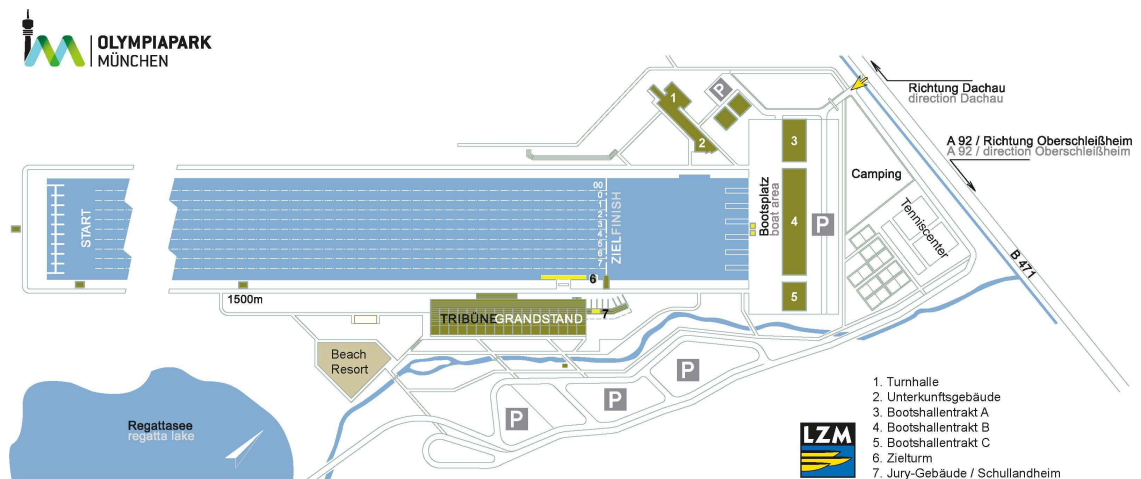 OLYMPIAPARK
MÜNCHEN
Richtung Dachau
direction Dachau
A 92 / Richtung Oberschleißheim
A 92 / direction Oberschleißheim
1
P
2
3
Camping
Tenniscenter
B 471
START
00
0
1
2
3
4
5
6
7
ZIEL FINISH
Bootsplatz
boat area
4
P
6
5
1500m
TRIBÜNE GRANDSTAND
7
Beach
Resort
P
P
P
Regattasee
regatta lake
LZM
1. Turnhalle
2. Unterkunftsgebäude
3. Bootshallentrakt A
4. Bootshallentrakt B
5. Bootshallentrakt C
6. Zielturm
7. Jury-Gebäude / Schullandheim